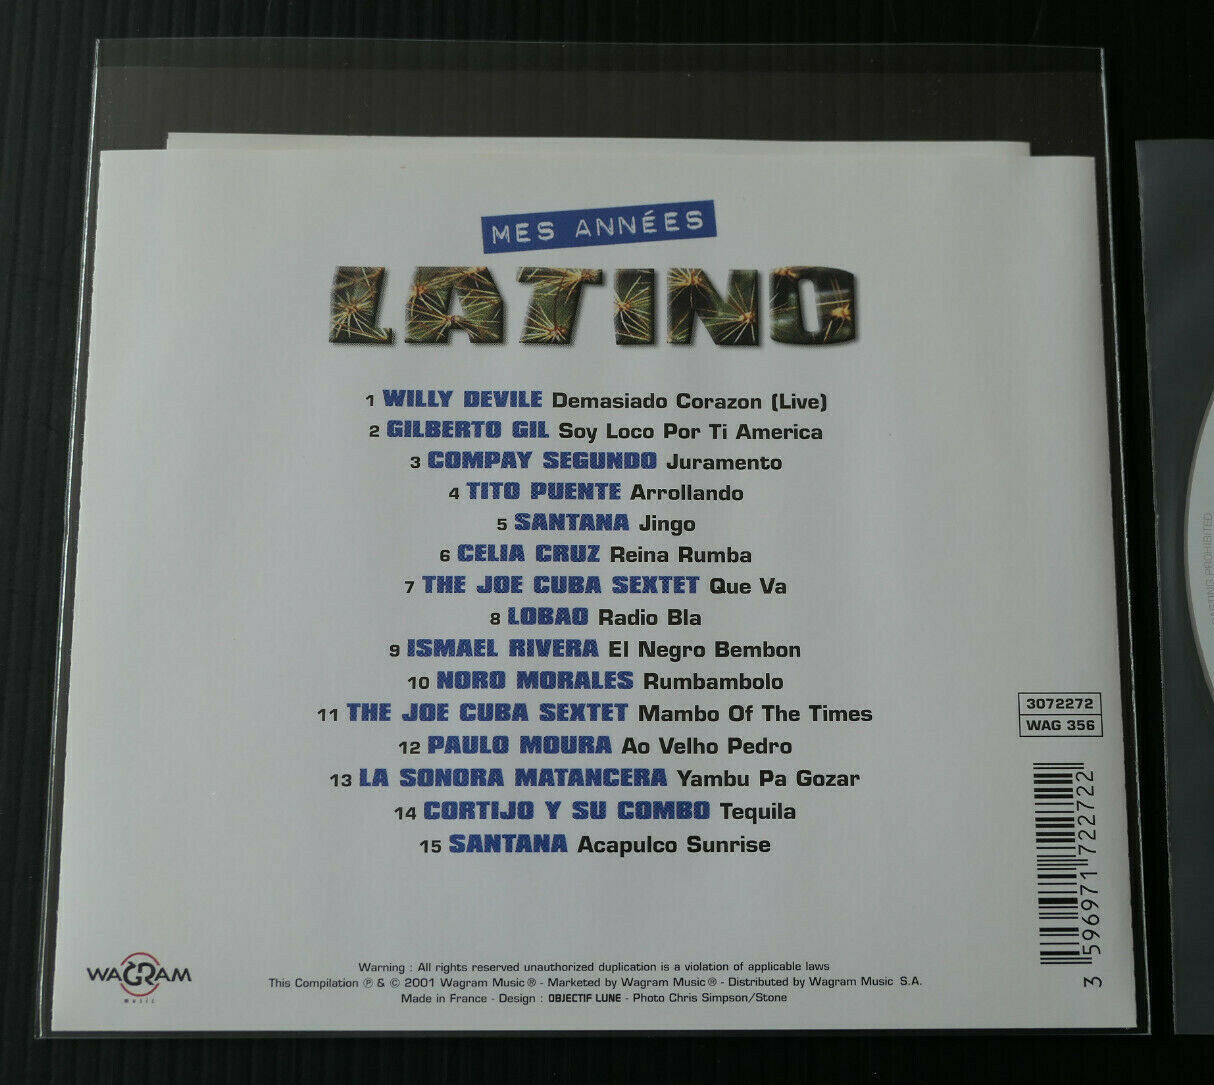 MES ANNÉES
LATINO
1 WILLY DEVILE Demasiado Corazon (Live)
2 GILBERTO GIL Soy Loco Por Ti America
3 COMPAY SEGUNDO Juramento
4 TITO PUENTE Arrollando
5 SANTANA Jingo
6 CELIA CRUZ Reina Rumba
7 THE JOE CUBA SEXTET Que Va
8 LOBAO Radio Bla
9 ISMAEL RIVERA El Negro Bembon
10 NORO MORALES Rumbambolo
11 THE JOE CUBA SEXTET Mambo Of The Times
12 PAULO MOURA Ao Velho Pedro
13 LA SONORA MATANCERA Yambu Pa Gozar
14 CORTIJO Y SU COMBO Tequila
15 SANTANA Acapulco Sunrise
3072272
WAG 356
3 596971 722722
WAGRAM
music
Warning : All rights reserved unauthorized duplication is a violation of applicable laws
This Compilation ℗ & © 2001 Wagram Music ® - Marketed by Wagram Music ® - Distributed by Wagram Music S.A.
Made in France - Design : OBJECTIF LUNE - Photo Chris Simpson/Stone
PROHIBITED